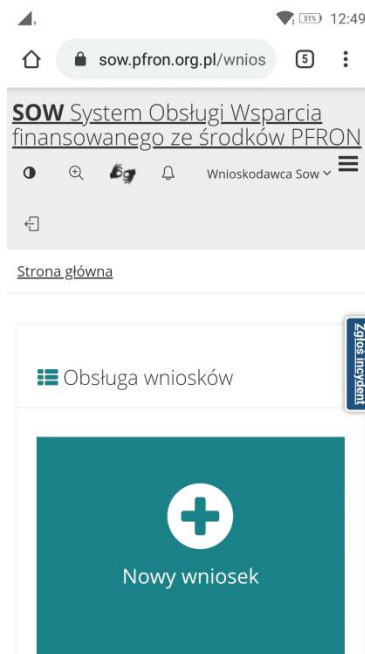 51% 12:49
sow.pfron.org.pl/wnios 5
SOW System Obsługi Wsparcia
finansowanego ze środków PFRON
Wnioskodawca Sow
Strona główna
Zgłoś incydent
Obsługa wniosków
Nowy wniosek